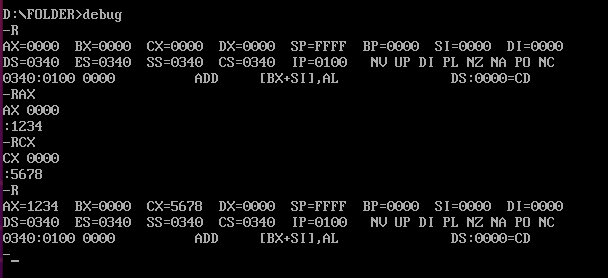 D:\FOLDER>debug
-R
AX=0000  BX=0000  CX=0000  DX=0000  SP=FFFF  BP=0000  SI=0000  DI=0000
DS=0340  ES=0340  SS=0340  CS=0340  IP=0100   NV UP DI PL NZ NA PO NC
0340:0100 0000          ADD     [BX+SI],AL                      DS:0000=CD
-RAX
AX 0000
:1234
-RCX
CX 0000
:5678
-R
AX=1234  BX=0000  CX=5678  DX=0000  SP=FFFF  BP=0000  SI=0000  DI=0000
DS=0340  ES=0340  SS=0340  CS=0340  IP=0100   NV UP DI PL NZ NA PO NC
0340:0100 0000          ADD     [BX+SI],AL                      DS:0000=CD
-_